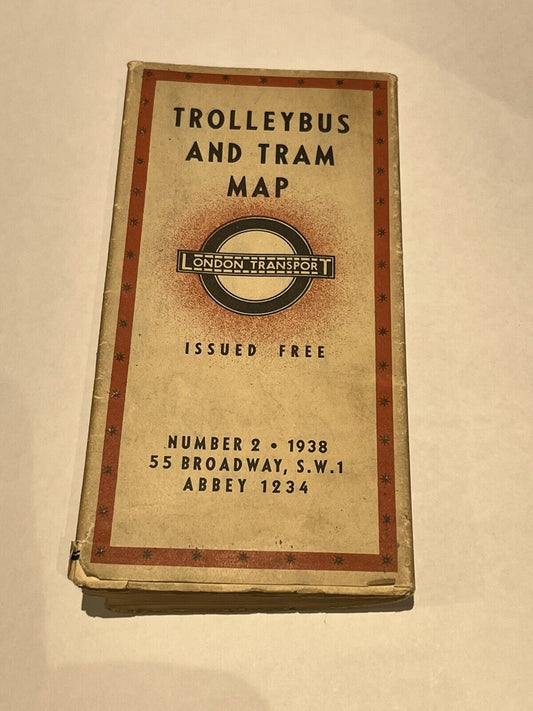 TROLLEYBUS
AND TRAM
MAP
LONDON TRANSPORT
ISSUED FREE
NUMBER 2 • 1938
55 BROADWAY, S.W.1
ABBEY 1234